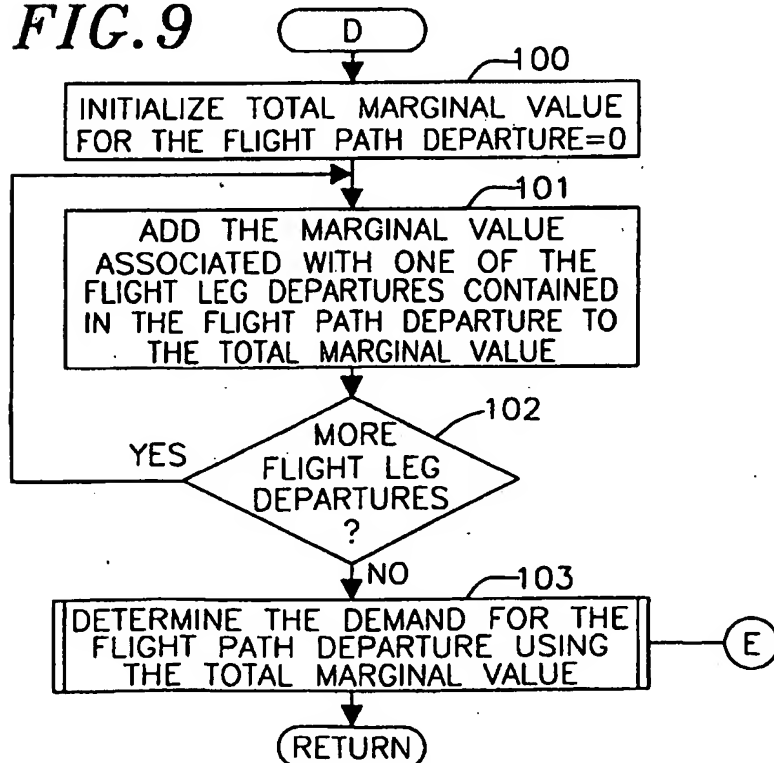 FIG. 9
D
100
INITIALIZE TOTAL MARGINAL VALUE
FOR THE FLIGHT PATH DEPARTURE=0
101
ADD THE MARGINAL VALUE
ASSOCIATED WITH ONE OF THE
FLIGHT LEG DEPARTURES CONTAINED
IN THE FLIGHT PATH DEPARTURE TO
THE TOTAL MARGINAL VALUE
102
YES
MORE
FLIGHT LEG
DEPARTURES
?
NO
103
DETERMINE THE DEMAND FOR THE
FLIGHT PATH DEPARTURE USING
THE TOTAL MARGINAL VALUE
E
RETURN